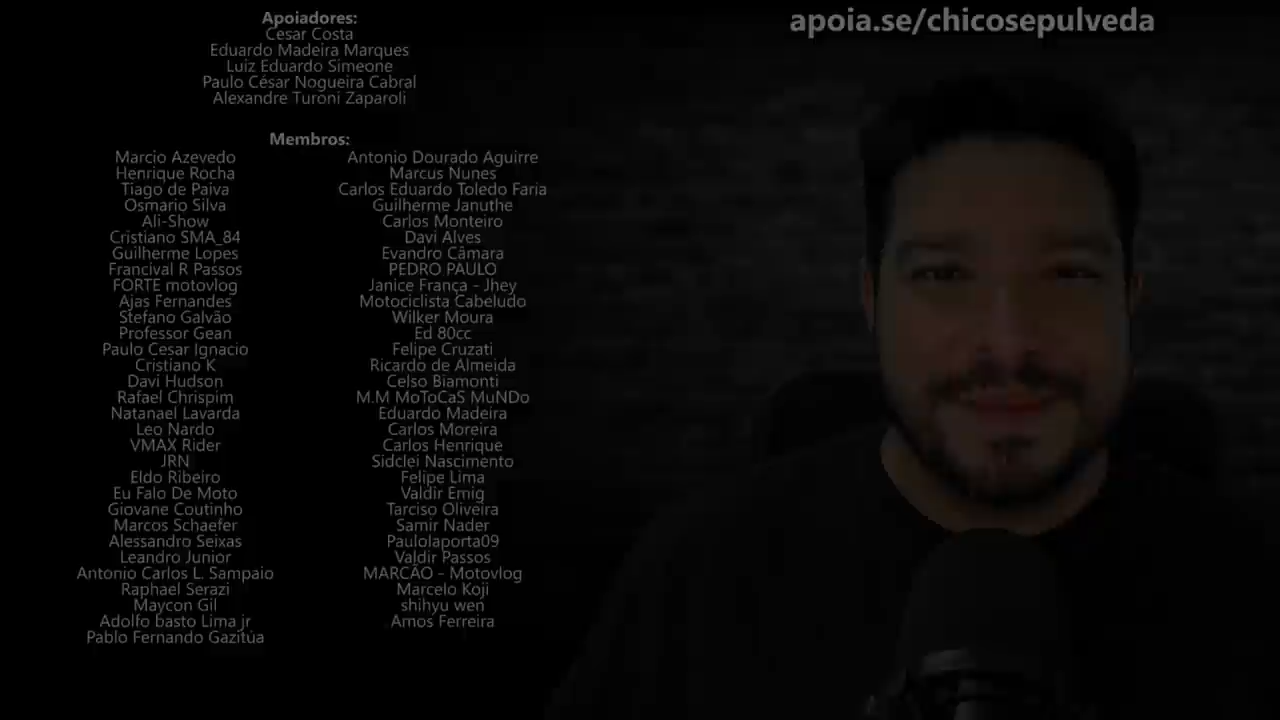 apoia.se/chicosepulveda
Apoiadores:
Cesar Costa
Eduardo Madeira Marques
Luiz Eduardo Simeone
Paulo César Nogueira Cabral
Alexandre Turoni Zaparoli
Membros:
Marcio Azevedo
Henrique Rocha
Tiago de Paiva
Osmario Silva
Ali-Show
Cristiano SMA_84
Guilherme Lopes
Francival R Passos
FORTE motovlog
Ajas Fernandes
Stefano Galvão
Professor Gean
Paulo Cesar Ignacio
Cristiano K
Davi Hudson
Rafael Chrispim
Natanael Lavarda
Leo Nardo
VMAX Rider
JRN
Eldo Ribeiro
Eu Falo De Moto
Giovane Coutinho
Marcos Schaefer
Alessandro Seixas
Leandro Junior
Antonio Carlos L. Sampaio
Raphael Serazi
Maycon Gil
Adolfo basto Lima jr
Pablo Fernando Gazitúa
Antonio Dourado Aguirre
Marcus Nunes
Carlos Eduardo Toledo Faria
Guilherme Januthe
Carlos Monteiro
Davi Alves
Evandro Câmara
PEDRO PAULO
Janice França - Jhey
Motociclista Cabeludo
Wilker Moura
Ed 80cc
Felipe Cruzati
Ricardo de Almeida
Celso Biamonti
M.M MoToCaS MuNDo
Eduardo Madeira
Carlos Moreira
Carlos Henrique
Sidclei Nascimento
Felipe Lima
Valdir Emig
Tarciso Oliveira
Samir Nader
Paulolaporta09
Valdir Passos
MARCÃO - Motovlog
Marcelo Koji
shihyu wen
Amos Ferreira